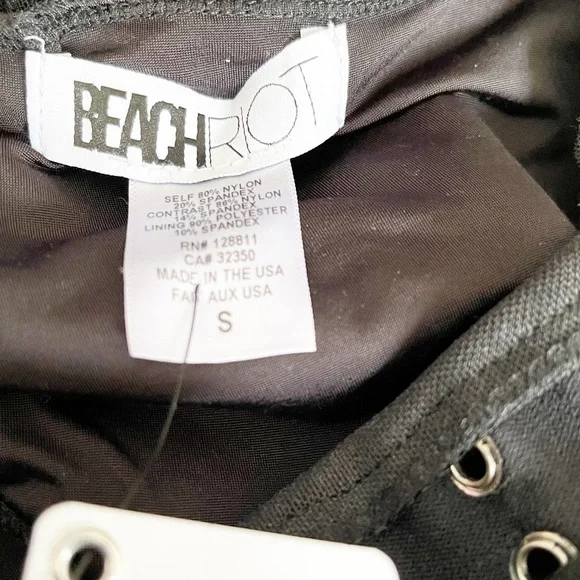 BEACHRIOT
SELF 80% NYLON
20% SPANDEX
CONTRAST 86% NYLON
14% SPANDEX
LINING 90% POLYESTER
10% SPANDEX
RN# 128811
CA# 32350
MADE IN THE USA
FAIT AUX USA
S